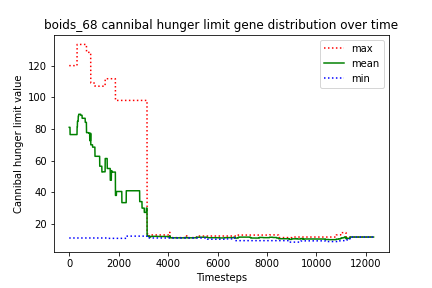 boids_68 cannibal hunger limit gene distribution over time
max
mean
min
Cannibal hunger limit value
120
100
80
60
40
20
0
2000
4000
6000
8000
10000
12000
Timesteps